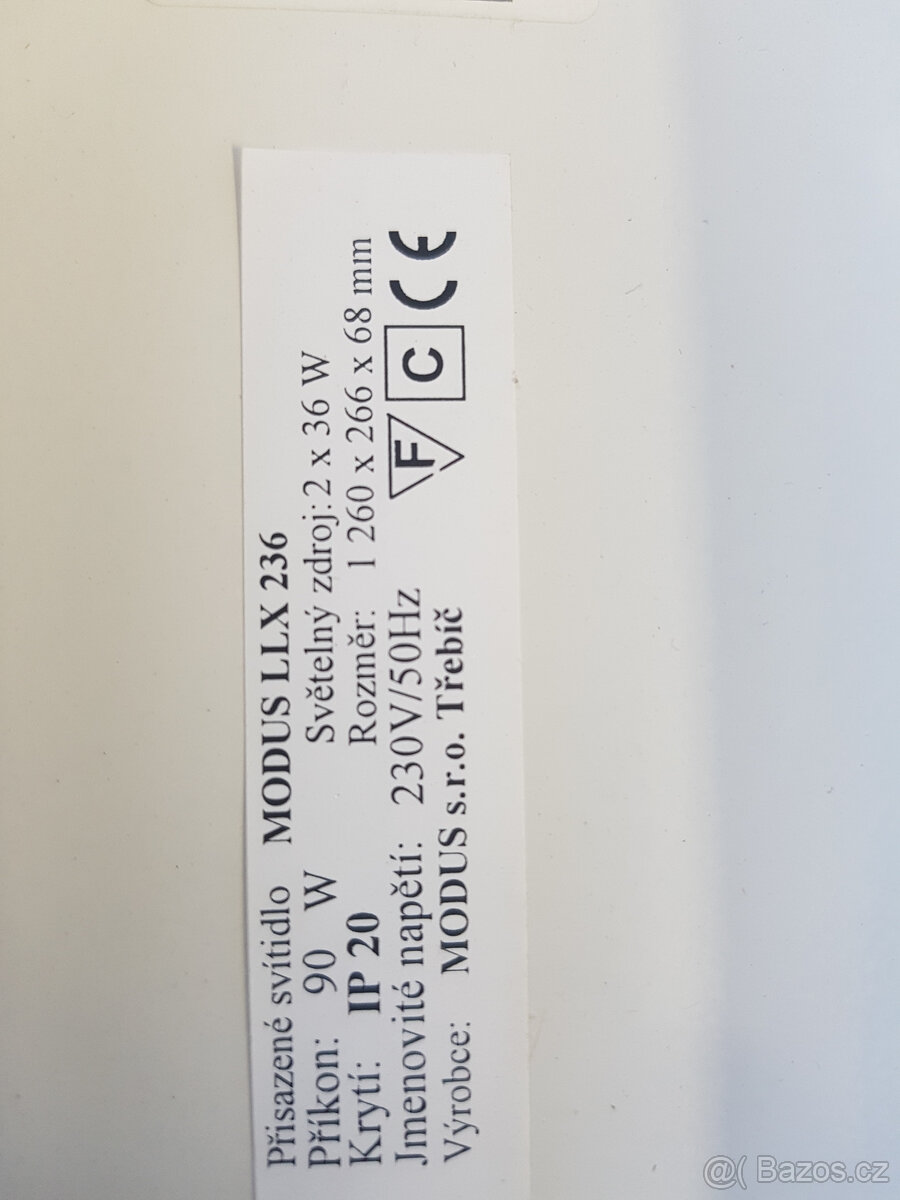 Přisazené svítidlo MODUS LLX 236
Příkon: 90 W Světelný zdroj: 2 x 36 W
Krytí: IP 20 Rozměr: 1 260 x 266 x 68 mm
Jmenovité napětí: 230V/50Hz F C CE
Výrobce: MODUS s.r.o. Třebíč
@( Bazos.cz